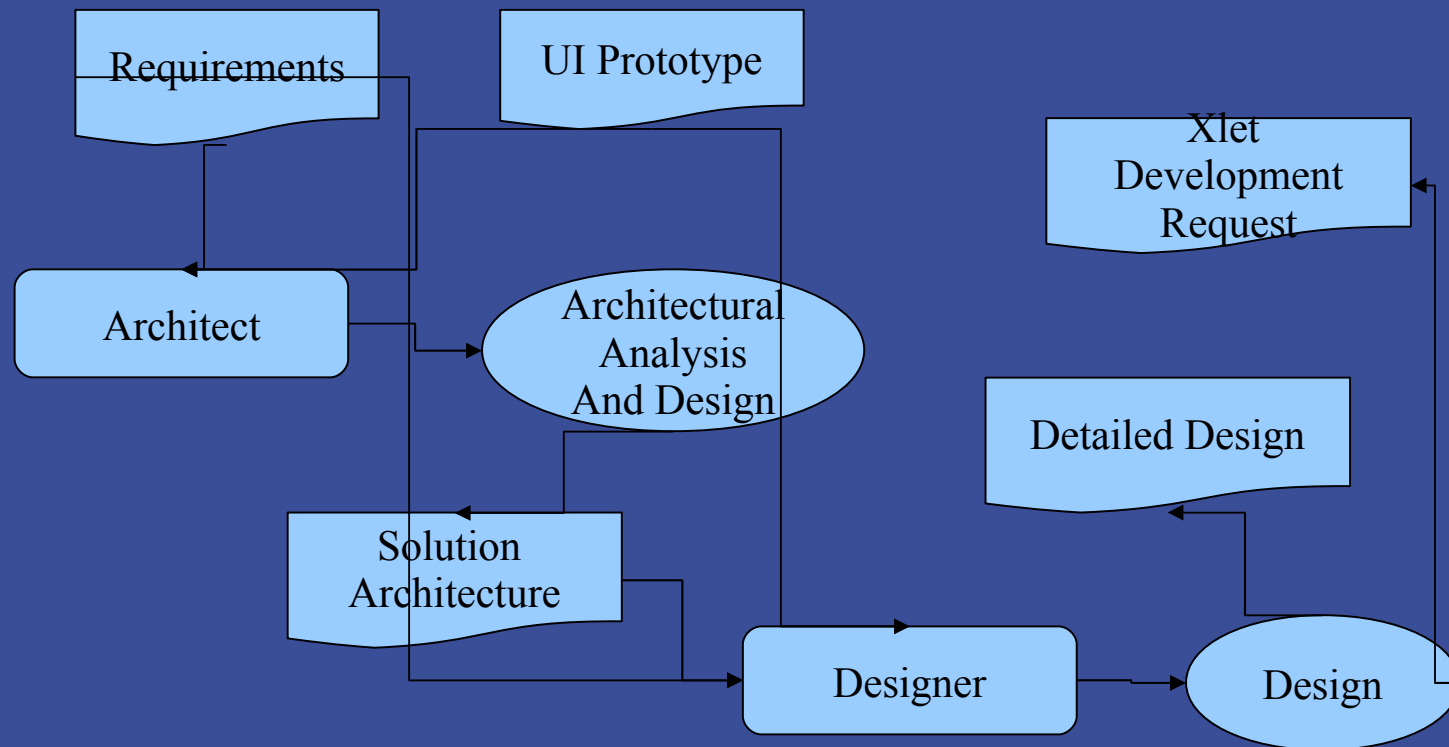 Requirements
UI Prototype
Xlet
Development
Request
Architect
Architectural
Analysis
And Design
Detailed Design
Solution
Architecture
Designer
Design